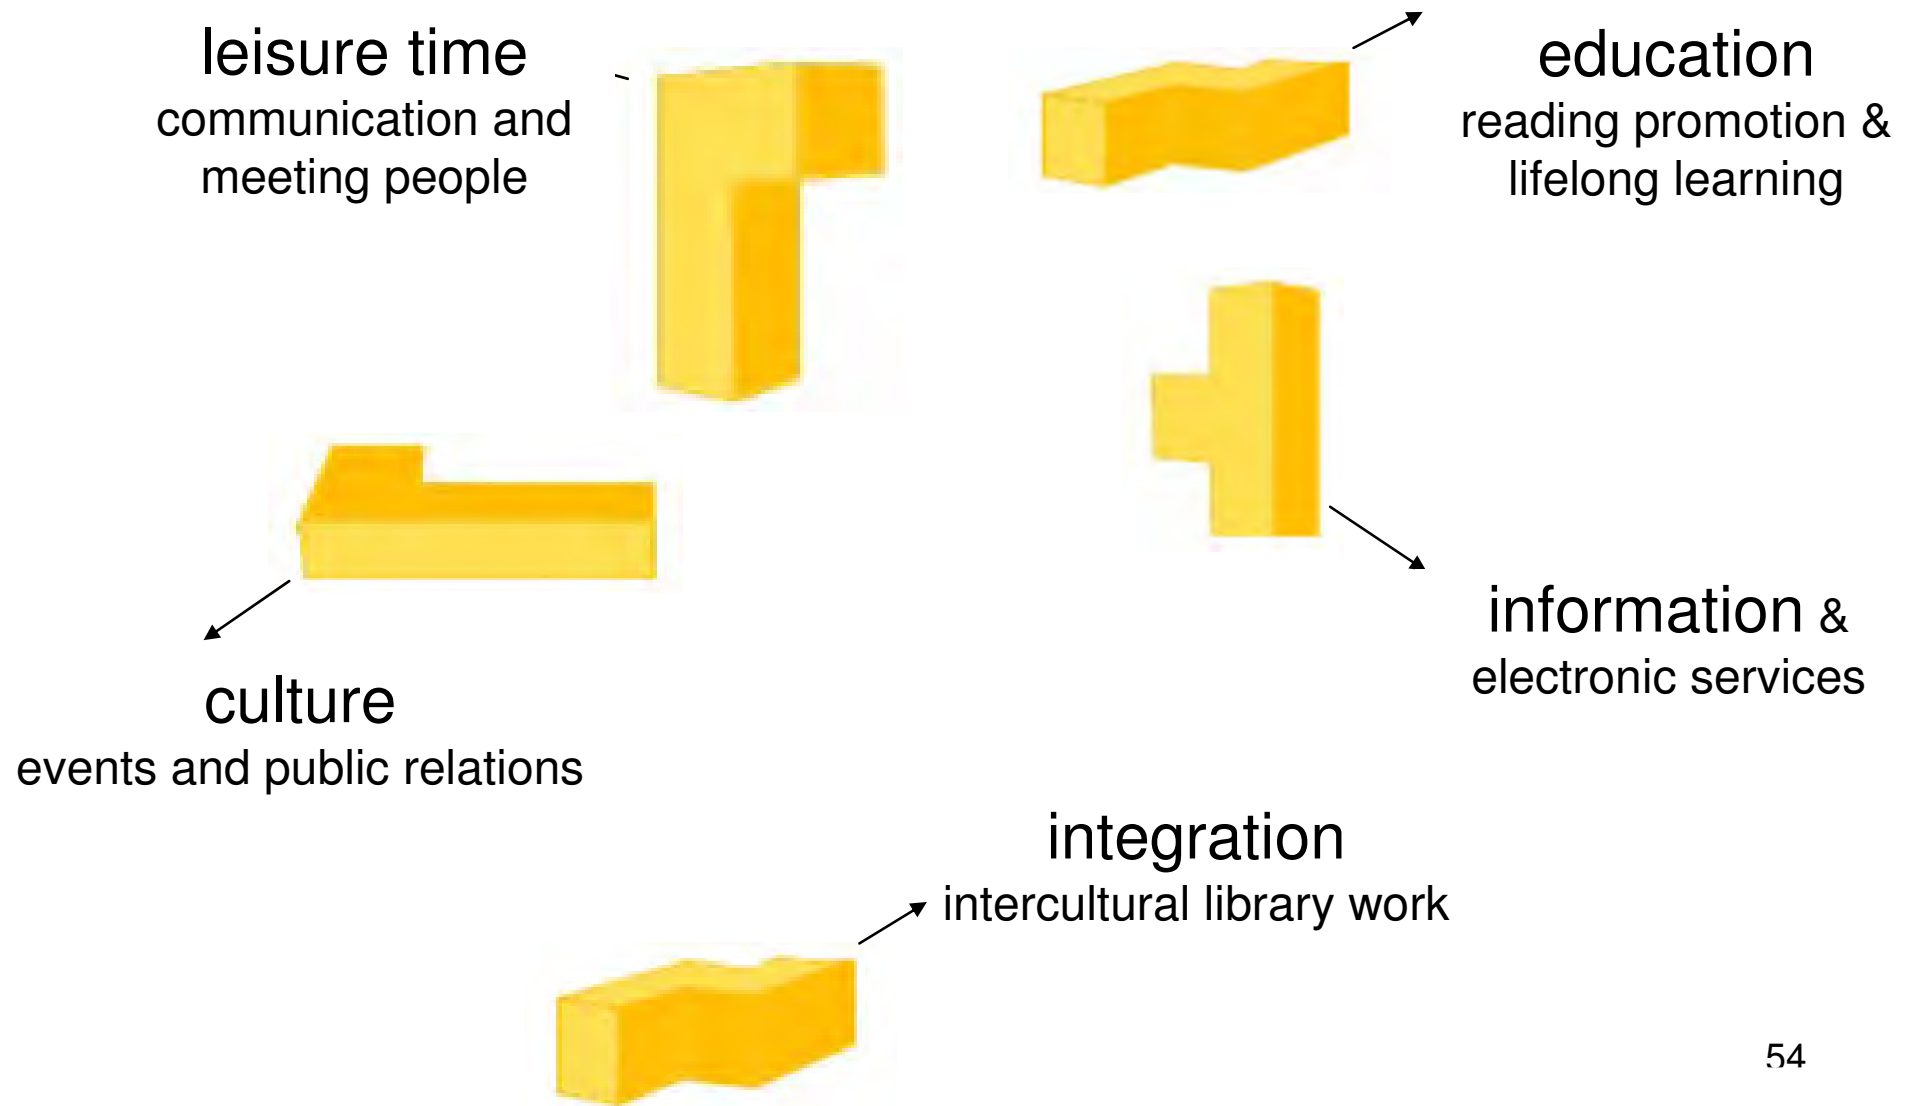 leisure time
communication and
meeting people
education
reading promotion &
lifelong learning
information &
electronic services
culture
events and public relations
integration
intercultural library work
54